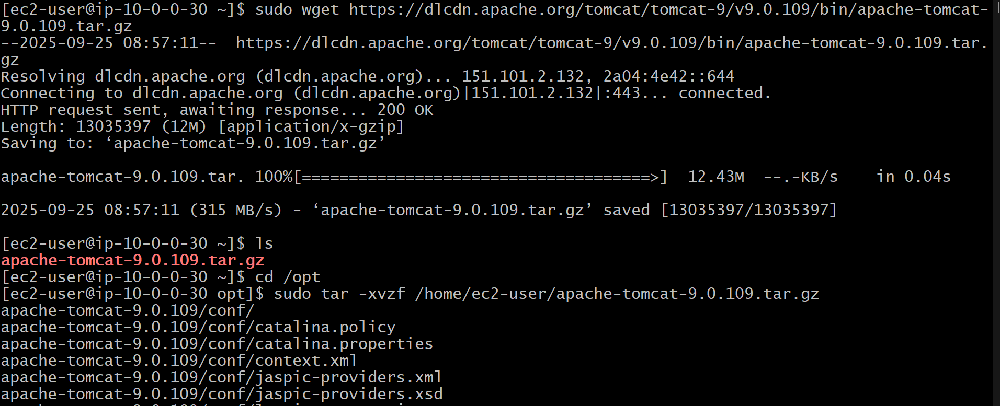 [ec2-user@ip-10-0-0-30 ~]$ sudo wget https://dlcdn.apache.org/tomcat/tomcat-9/v9.0.109/bin/apache-tomcat-
9.0.109.tar.gz
--2025-09-25 08:57:11--  https://dlcdn.apache.org/tomcat/tomcat-9/v9.0.109/bin/apache-tomcat-9.0.109.tar.
gz
Resolving dlcdn.apache.org (dlcdn.apache.org)... 151.101.2.132, 2a04:4e42::644
Connecting to dlcdn.apache.org (dlcdn.apache.org)|151.101.2.132|:443... connected.
HTTP request sent, awaiting response... 200 OK
Length: 13035397 (12M) [application/x-gzip]
Saving to: ‘apache-tomcat-9.0.109.tar.gz’
apache-tomcat-9.0.109.tar. 100%[=====================================>]  12.43M  --.-KB/s    in 0.04s
2025-09-25 08:57:11 (315 MB/s) - ‘apache-tomcat-9.0.109.tar.gz’ saved [13035397/13035397]
[ec2-user@ip-10-0-0-30 ~]$ ls
apache-tomcat-9.0.109.tar.gz
[ec2-user@ip-10-0-0-30 ~]$ cd /opt
[ec2-user@ip-10-0-0-30 opt]$ sudo tar -xvzf /home/ec2-user/apache-tomcat-9.0.109.tar.gz
apache-tomcat-9.0.109/conf/
apache-tomcat-9.0.109/conf/catalina.policy
apache-tomcat-9.0.109/conf/catalina.properties
apache-tomcat-9.0.109/conf/context.xml
apache-tomcat-9.0.109/conf/jaspic-providers.xml
apache-tomcat-9.0.109/conf/jaspic-providers.xsd